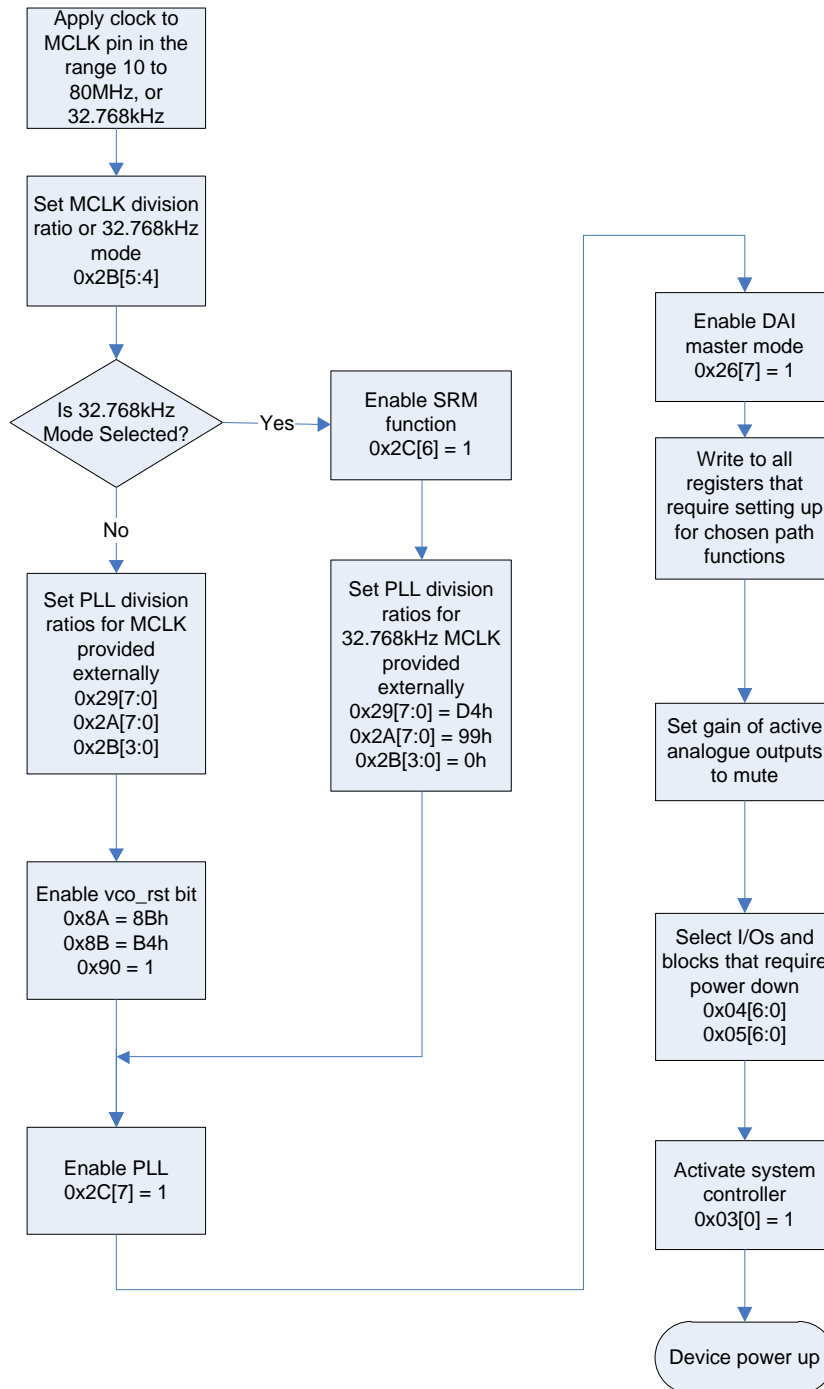 Apply clock to
MCLK pin in the
range 10 to
80MHz, or
32.768kHz
Set MCLK division
ratio or 32.768kHz
mode
0x2B[5:4]
Is 32.768kHz
Mode Selected?
Yes
No
Enable SRM
function
0x2C[6] = 1
Set PLL division
ratios for MCLK
provided
externally
0x29[7:0]
0x2A[7:0]
0x2B[3:0]
Set PLL division
ratios for
32.768kHz MCLK
provided
externally
0x29[7:0] = D4h
0x2A[7:0] = 99h
0x2B[3:0] = 0h
Enable vco_rst bit
0x8A = 8Bh
0x8B = B4h
0x90 = 1
Enable PLL
0x2C[7] = 1
Enable DAI
master mode
0x26[7] = 1
Write to all
registers that
require setting up
for chosen path
functions
Set gain of active
analogue outputs
to mute
Select I/Os and
blocks that require
power down
0x04[6:0]
0x05[6:0]
Activate system
controller
0x03[0] = 1
Device power up